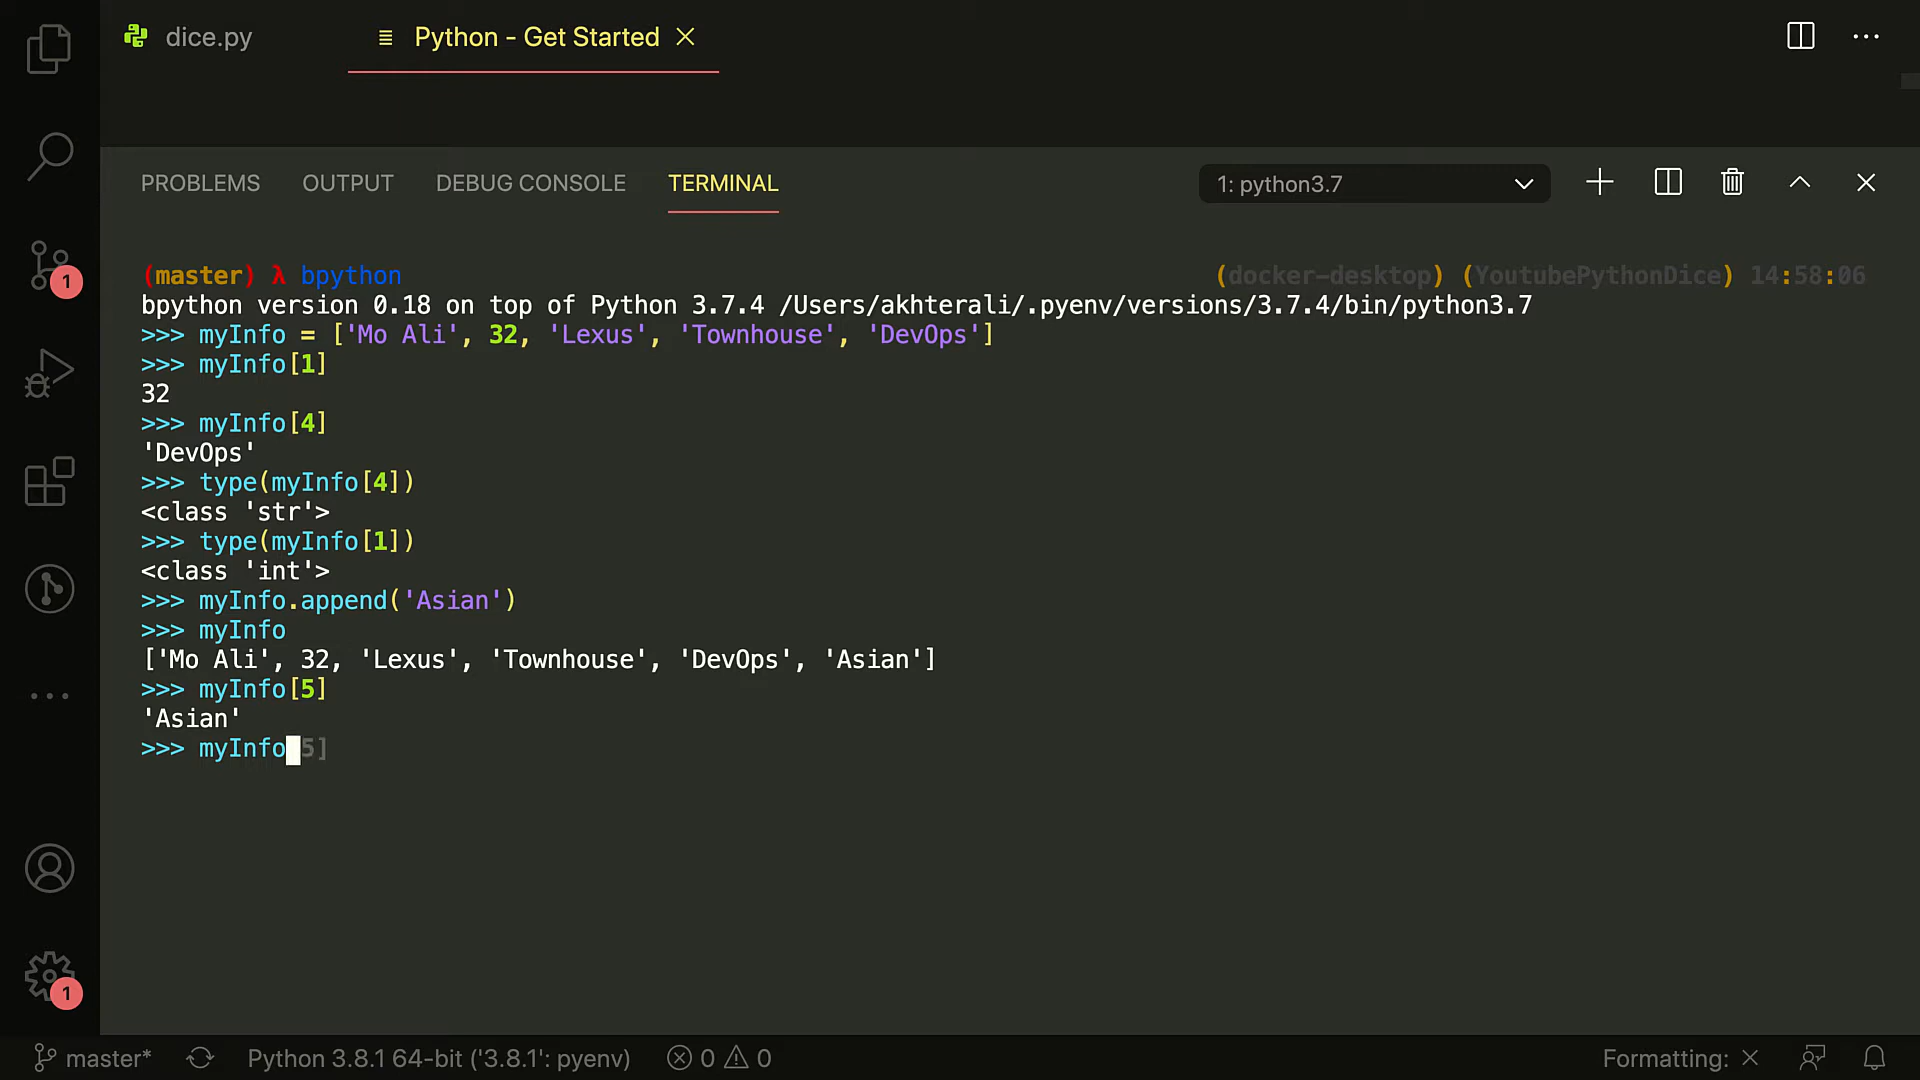 dice.py
Python - Get Started
PROBLEMS OUTPUT DEBUG CONSOLE TERMINAL
1: python3.7
1
(master) λ bpython (docker-desktop) (YoutubePythonDice) 14:58:06
bpython version 0.18 on top of Python 3.7.4 /Users/akhterali/.pyenv/versions/3.7.4/bin/python3.7
>>> myInfo = ['Mo Ali', 32, 'Lexus', 'Townhouse', 'DevOps']
>>> myInfo[1]
32
>>> myInfo[4]
'DevOps'
>>> type(myInfo[4])
<class 'str'>
>>> type(myInfo[1])
<class 'int'>
>>> myInfo.append('Asian')
>>> myInfo
['Mo Ali', 32, 'Lexus', 'Townhouse', 'DevOps', 'Asian']
>>> myInfo[5]
'Asian'
>>> myInfo 5]
1
master* Python 3.8.1 64-bit ('3.8.1': pyenv) 0 0 Formatting: